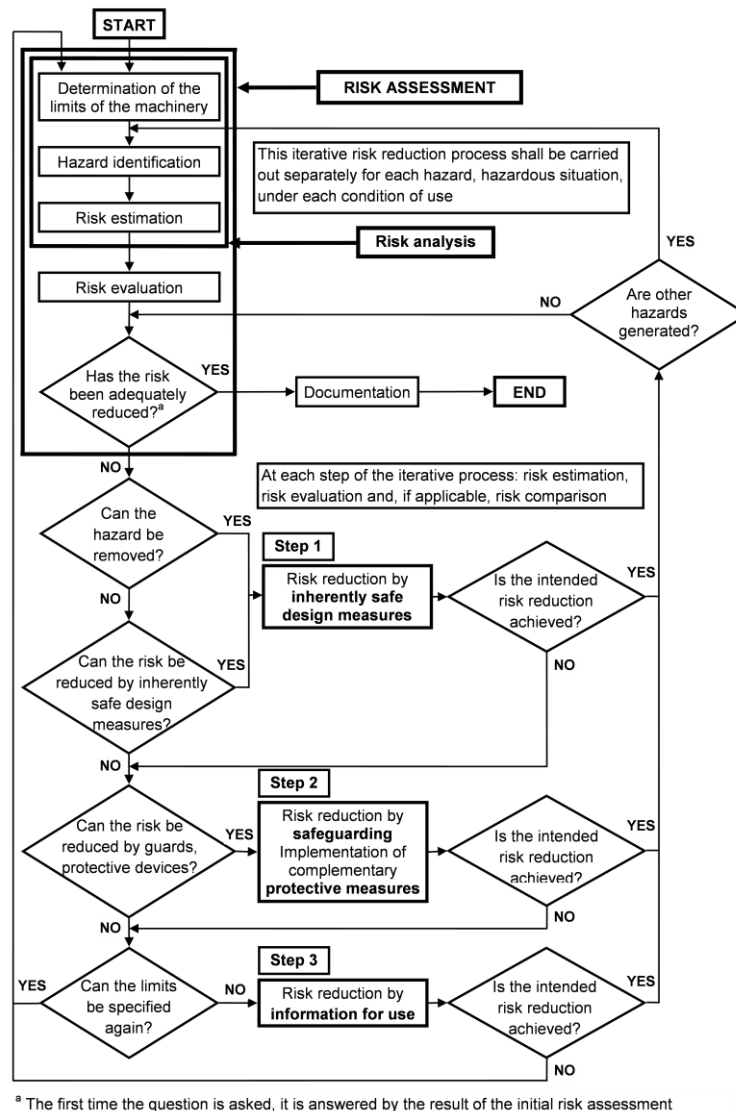 START
Determination of the
limits of the machinery
RISK ASSESSMENT
Hazard identification
This iterative risk reduction process shall be carried
out separately for each hazard, hazardous situation,
under each condition of use
Risk estimation
Risk analysis
YES
Risk evaluation
NO
Are other
hazards
generated?
Has the risk
been adequately
reduced?ª
YES
Documentation
END
NO
At each step of the iterative process: risk estimation,
risk evaluation and, if applicable, risk comparison
Can the
hazard be
removed?
YES
Step 1
Risk reduction by
inherently safe
design measures
Is the intended
risk reduction
achieved?
YES
NO
Can the risk be
reduced by inherently
safe design
measures?
YES
NO
NO
Step 2
Can the risk be
reduced by guards,
protective devices?
YES
Risk reduction by
safeguarding
Implementation of
complementary
protective measures
Is the intended
risk reduction
achieved?
YES
NO
NO
Step 3
YES
Can the limits
be specified
again?
NO
Risk reduction by
information for use
Is the intended
risk reduction
achieved?
YES
NO
ª The first time the question is asked, it is answered by the result of the initial risk assessment